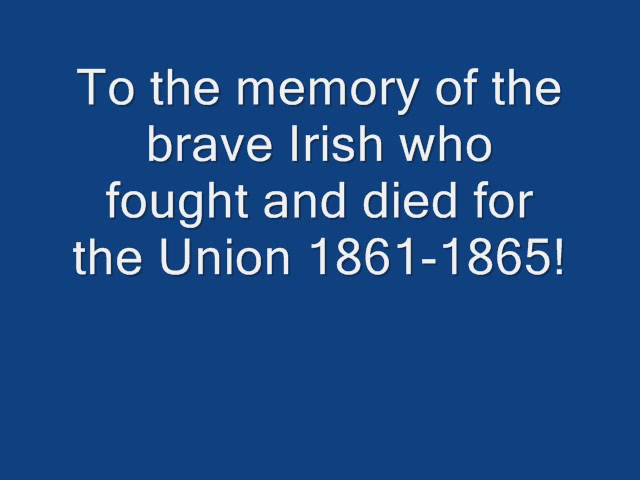 To the memory of the
brave Irish who
fought and died for
the Union 1861-1865!